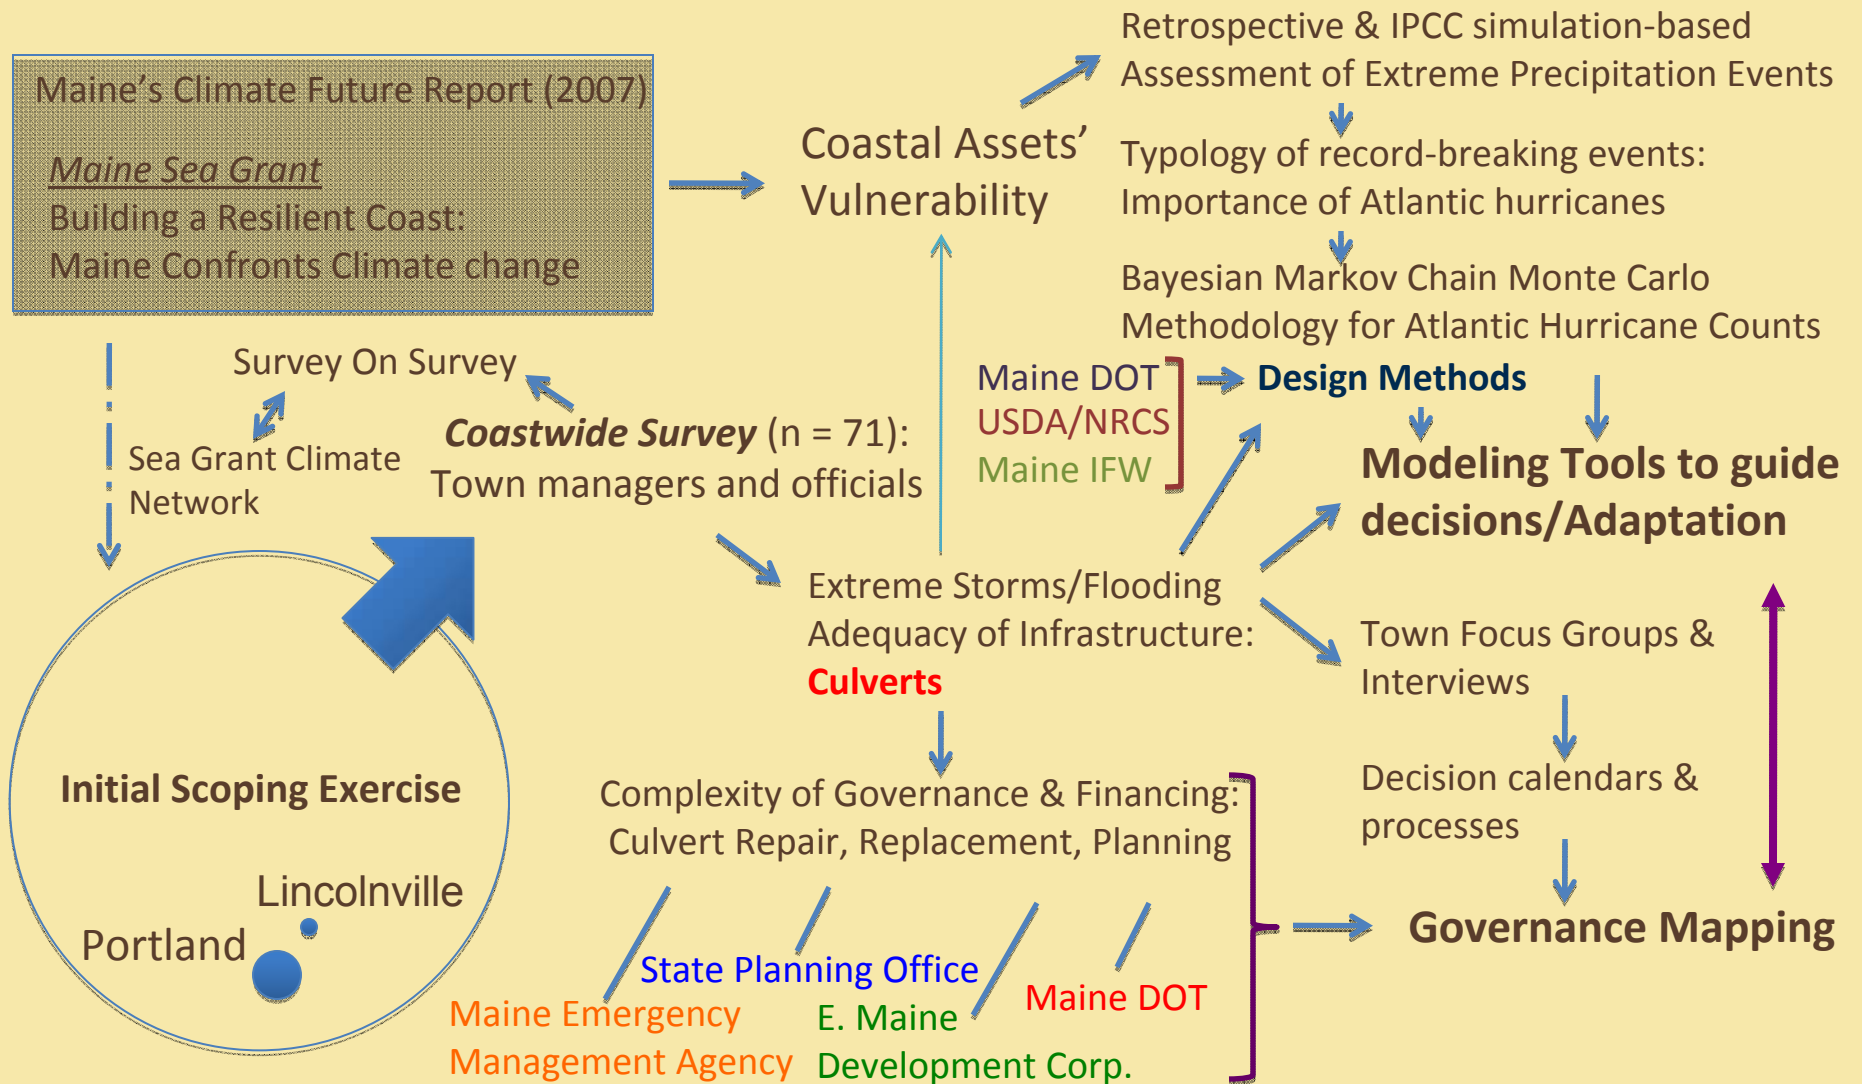 Maine’s Climate Future Report (2007)
Maine Sea Grant
Building a Resilient Coast:
Maine Confronts Climate change
Coastal Assets’
Vulnerability
Retrospective & IPCC simulation-based
Assessment of Extreme Precipitation Events
Typology of record-breaking events:
Importance of Atlantic hurricanes
Bayesian Markov Chain Monte Carlo
Methodology for Atlantic Hurricane Counts
Survey On Survey
Sea Grant Climate
Network
Coastwide Survey (n = 71):
Town managers and officials
Maine DOT
USDA/NRCS
Maine IFW
Design Methods
Modeling Tools to guide
decisions/Adaptation
Extreme Storms/Flooding
Adequacy of Infrastructure:
Culverts
Town Focus Groups &
Interviews
Decision calendars &
processes
Initial Scoping Exercise
Lincolnville
Portland
Complexity of Governance & Financing:
Culvert Repair, Replacement, Planning
Governance Mapping
State Planning Office
Maine Emergency
Management Agency
E. Maine
Development Corp.
Maine DOT